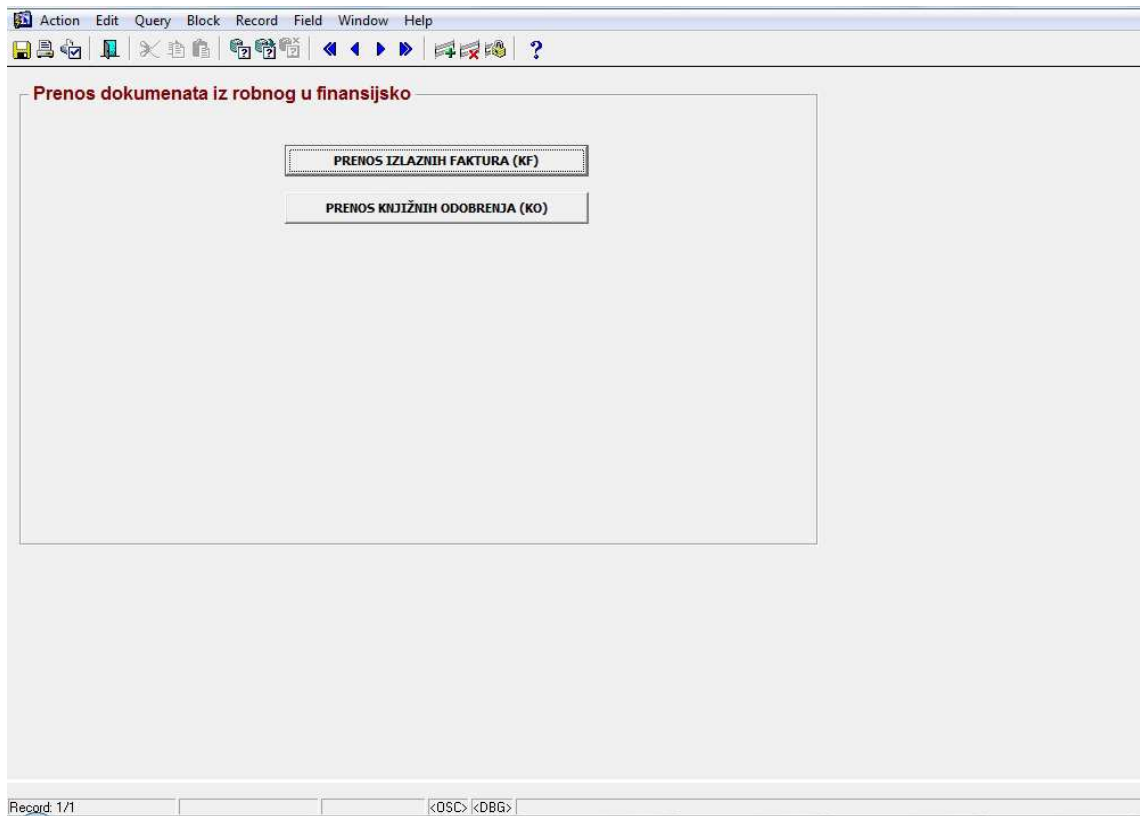 Action Edit Query Block Record Field Window Help
Prenos dokumenata iz robnog u finansijsko
PRENOS IZLAZNIH FAKTURA (KF)
PRENOS KNJIŽNIH ODOBRENJA (KO)
Record: 1/1 <OSC> <DBG>